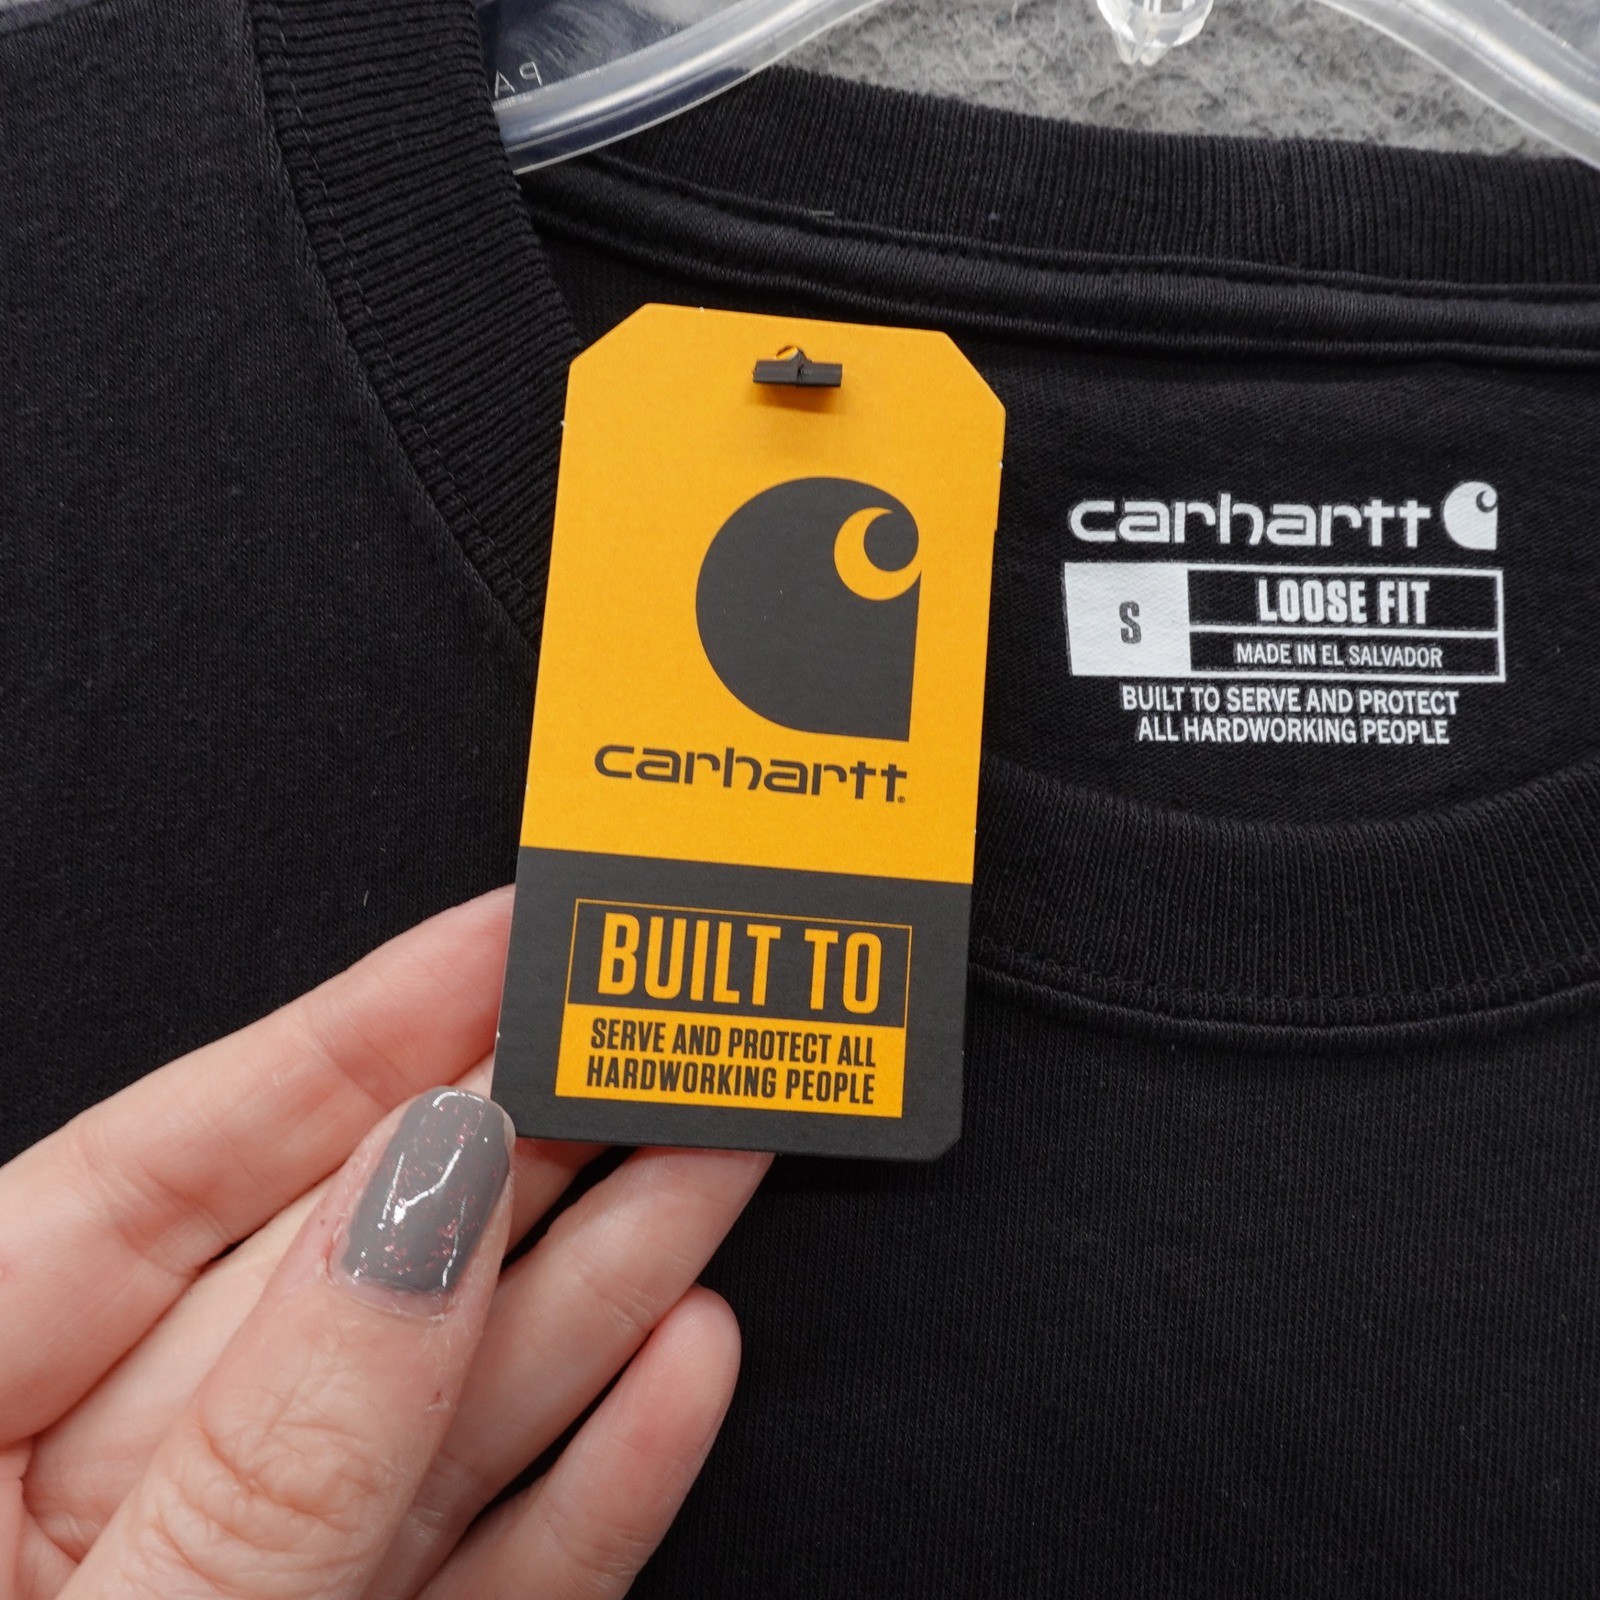 carhartt
BUILT TO
SERVE AND PROTECT ALL
HARDWORKING PEOPLE
carhartt
S
LOOSE FIT
MADE IN EL SALVADOR
BUILT TO SERVE AND PROTECT
ALL HARDWORKING PEOPLE